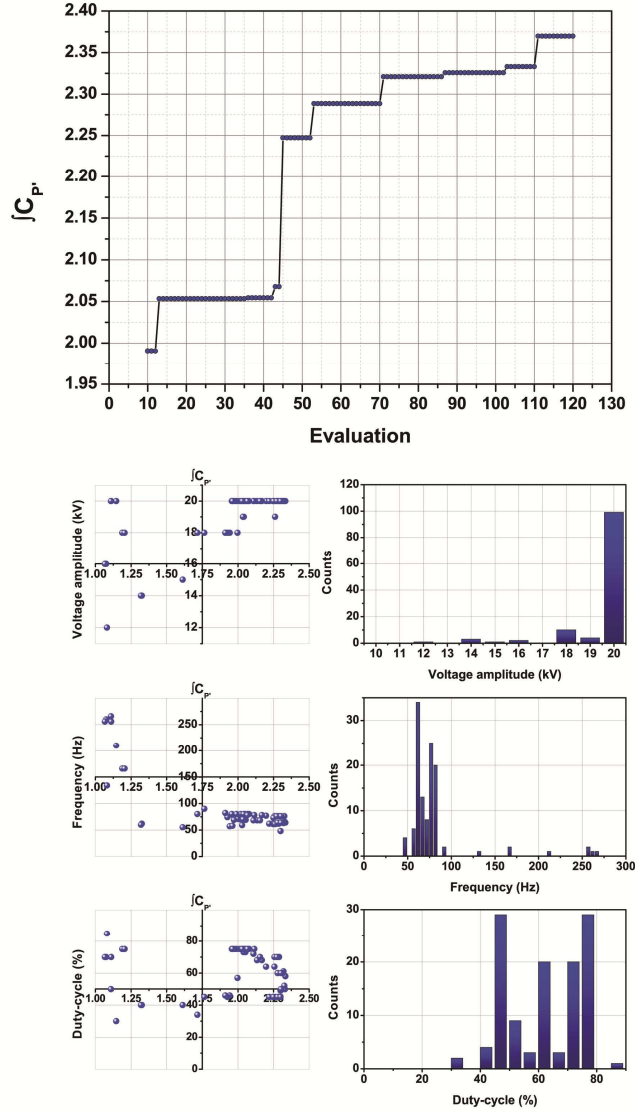 2.40
2.35
2.30
2.25
2.20
2.15
2.10
2.05
2.00
1.95
∫C_P'
0 10 20 30 40 50 60 70 80 90 100 110 120 130
Evaluation
∫C_P'
20
18
16
14
12
1.00 1.25 1.50 1.75 2.00 2.25 2.50
Voltage amplitude (kV)
120
100
80
60
40
20
0
Counts
10 11 12 13 14 15 16 17 18 19 20
Voltage amplitude (kV)
∫C_P'
250
200
150
1.00 1.25 1.50 1.75 2.00 2.25 2.50
100
50
0
Frequency (Hz)
30
20
10
0
Counts
0 50 100 150 200 250 300
Frequency (Hz)
∫C_P'
80
60
1.00 1.25 1.50 1.75 2.00 2.25 2.50
40
20
0
Duty-cycle (%)
30
20
10
0
Counts
0 20 40 60 80
Duty-cycle (%)